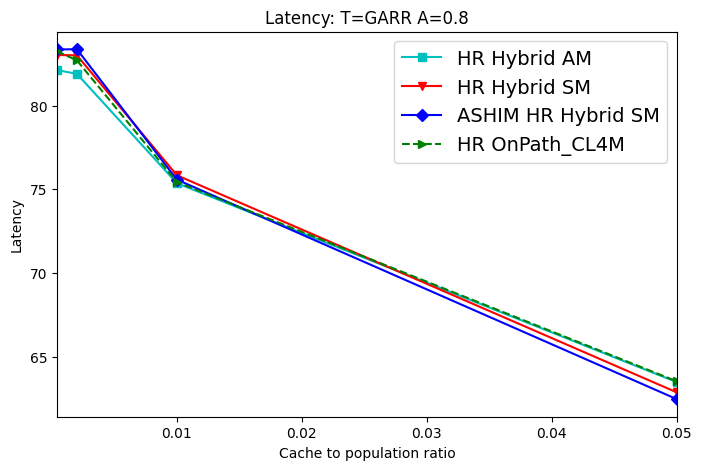 Latency: T=GARR A=0.8
HR Hybrid AM
HR Hybrid SM
ASHIM HR Hybrid SM
HR OnPath_CL4M
Latency
80
75
70
65
0.01 0.02 0.03 0.04 0.05
Cache to population ratio